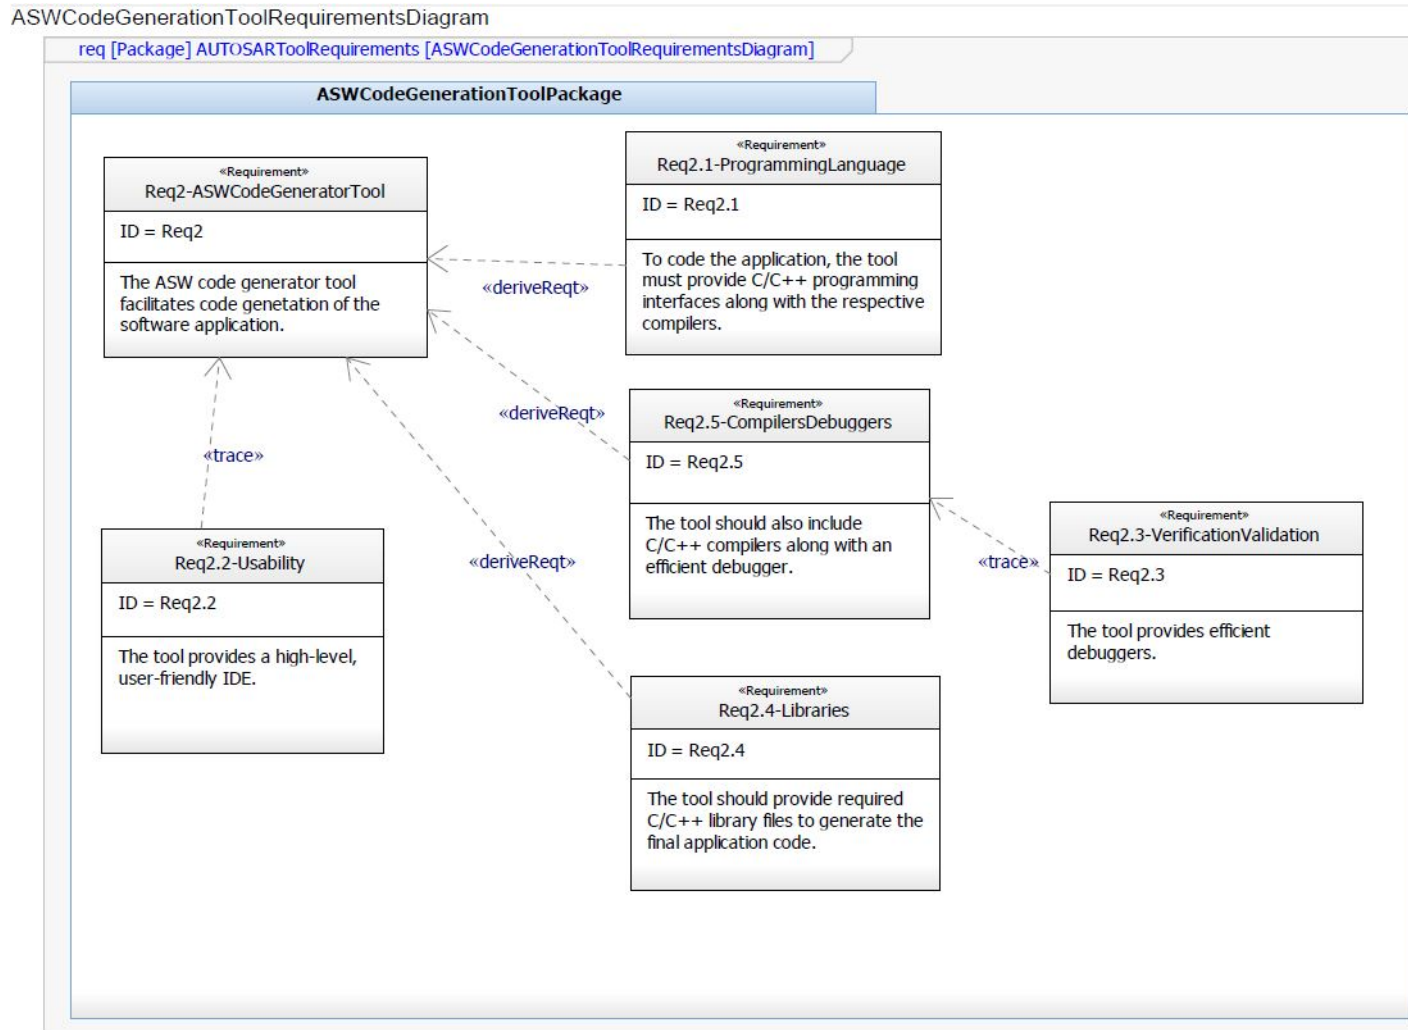 ASWCodeGenerationToolRequirementsDiagram
req [Package] AUTOSARToolRequirements [ASWCodeGenerationToolRequirementsDiagram]
ASWCodeGenerationToolPackage
«Requirement»
Req2-ASWCodeGeneratorTool
ID = Req2
The ASW code generator tool
facilitates code genetation of the
software application.
«Requirement»
Req2.1-ProgrammingLanguage
ID = Req2.1
To code the application, the tool
must provide C/C++ programming
interfaces along with the respective
compilers.
«deriveReqt»
«deriveReqt»
«Requirement»
Req2.5-CompilersDebuggers
ID = Req2.5
The tool should also include
C/C++ compilers along with an
efficient debugger.
«trace»
«deriveReqt»
«trace»
«Requirement»
Req2.3-VerificationValidation
ID = Req2.3
The tool provides efficient
debuggers.
«Requirement»
Req2.2-Usability
ID = Req2.2
The tool provides a high-level,
user-friendly IDE.
«Requirement»
Req2.4-Libraries
ID = Req2.4
The tool should provide required
C/C++ library files to generate the
final application code.